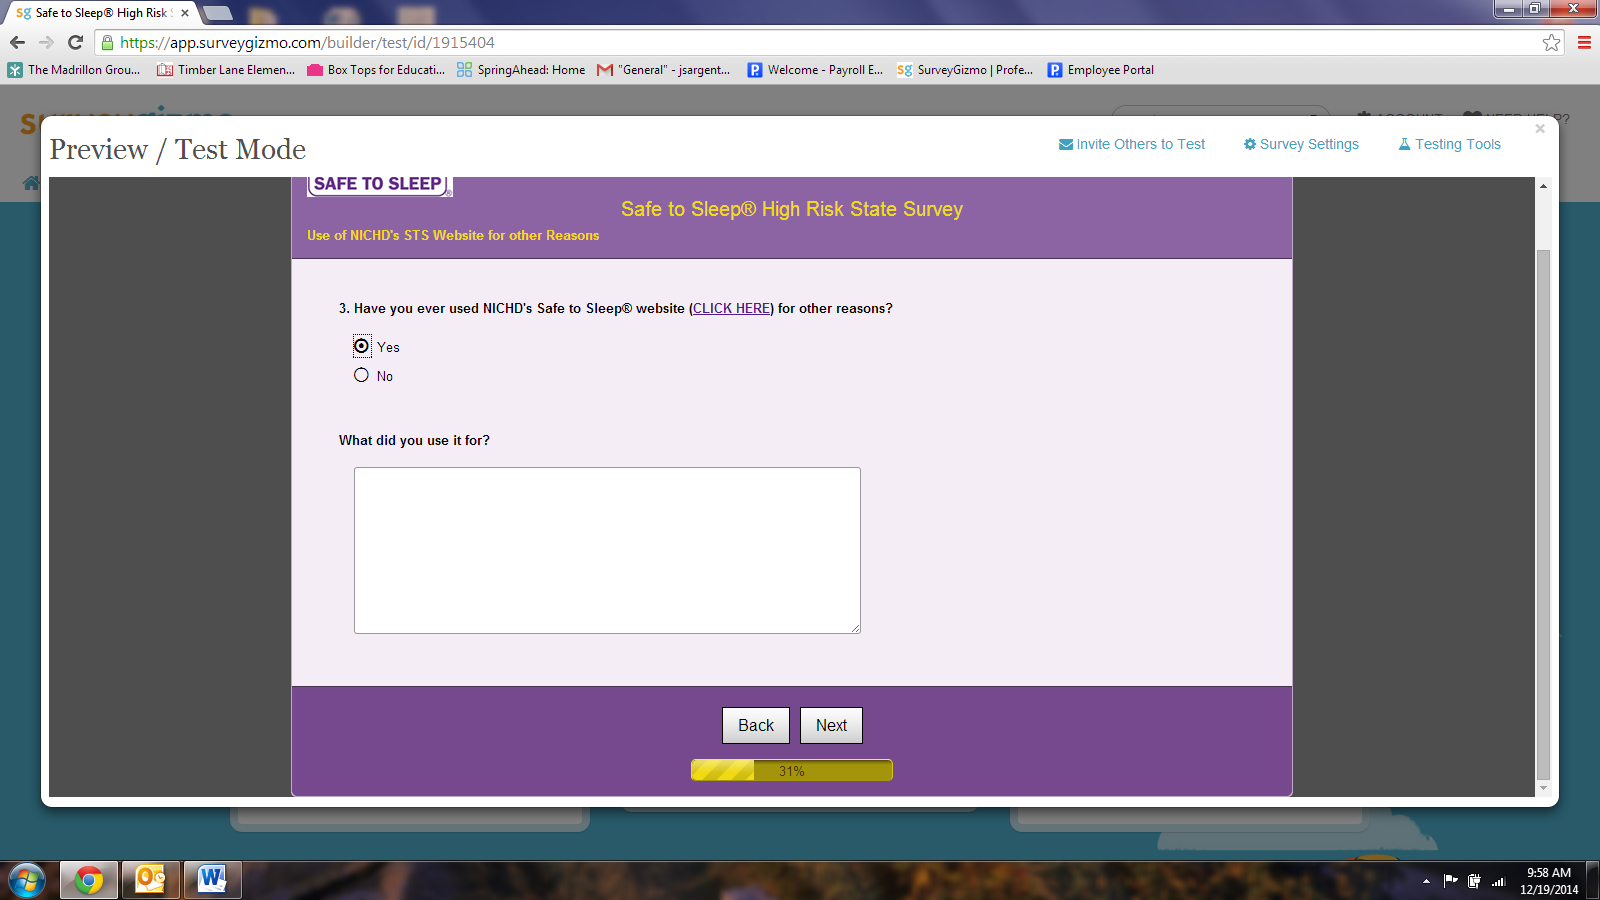 Safe to Sleep® High Risk S
https://app.surveygizmo.com/builder/test/id/1915404
The Madrillon Grou... Timber Lane Elemen... Box Tops for Educati... SpringAhead: Home "General" - jsargent... Welcome - Payroll E... SurveyGizmo | Profe... Employee Portal
Preview / Test Mode
Invite Others to Test Survey Settings Testing Tools
SAFE TO SLEEP®
Safe to Sleep® High Risk State Survey
Use of NICHD's STS Website for other Reasons
3. Have you ever used NICHD's Safe to Sleep® website (CLICK HERE) for other reasons?
Yes
No
What did you use it for?
Back Next
31%
9:58 AM
12/19/2014